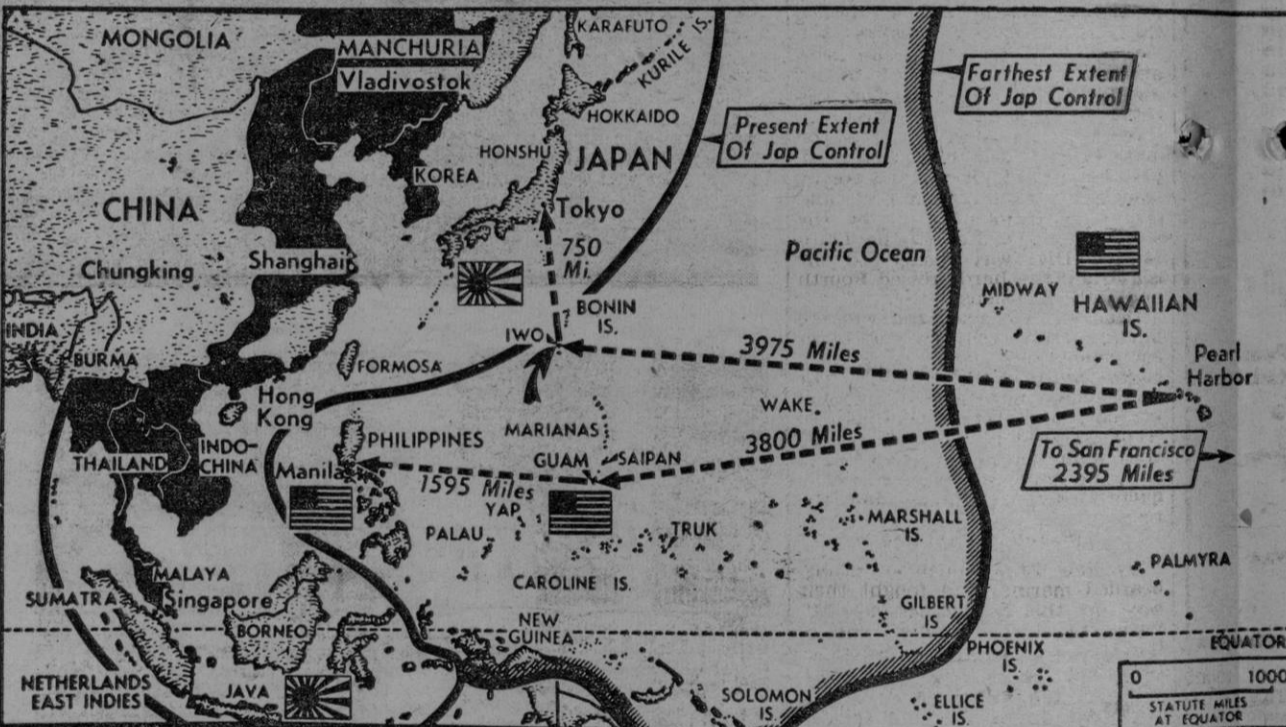 MONGOLIA
MANCHURIA
Vladivostok
KARAFUTO
KURILE IS.
HOKKAIDO
HONSHU
JAPAN
KOREA
Tokyo
750
Mi.
CHINA
Chungking
Shanghai
INDIA
BURMA
FORMOSA
Hong
Kong
INDO-
CHINA
THAILAND
IWO
BONIN
IS.
Present Extent
Of Jap Control
Farthest Extent
Of Jap Control
Pacific Ocean
MIDWAY
HAWAIIAN
IS.
Pearl
Harbor
3975 Miles
WAKE
3800 Miles
To San Francisco
2395 Miles
MARIANAS
GUAM
SAIPAN
PHILIPPINES
Manila
1595 Miles
YAP
PALAU
TRUK
MARSHALL
IS.
CAROLINE IS.
PALMYRA
MALAYA
Singapore
SUMATRA
BORNEO
NEW
GUINEA
GILBERT
IS
EQUATOR
PHOENIX
IS.
NETHERLANDS
EAST INDIES
JAVA
SOLOMON
IS.
ELLICE
IS.
0 1000
STATUTE MILES
AT EQUATOR